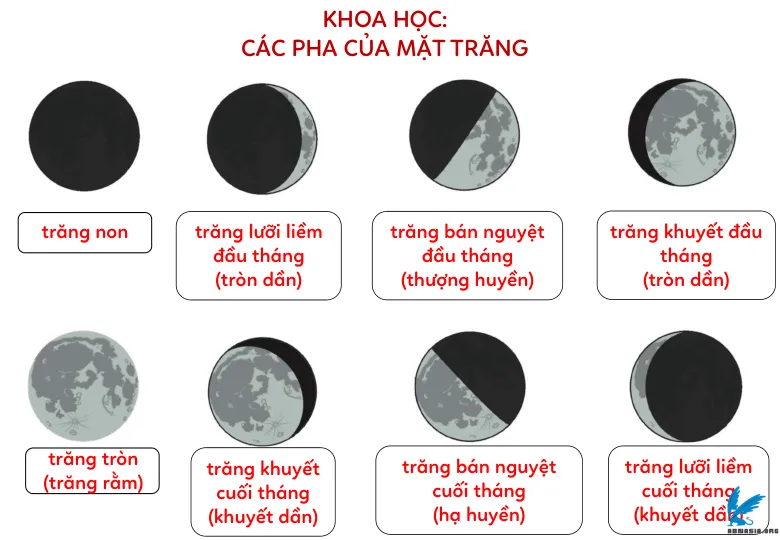 KHOA HỌC:
CÁC PHA CỦA MẶT TRĂNG
trăng non
trăng lưỡi liềm
đầu tháng
(tròn dần)
trăng bán nguyệt
đầu tháng
(thượng huyền)
trăng khuyết đầu
tháng
(tròn dần)
trăng tròn
(trăng rằm)
trăng khuyết
cuối tháng
(khuyết dần)
trăng bán nguyệt
cuối tháng
(hạ huyền)
trăng lưỡi liềm
cuối tháng
(khuyết dần)